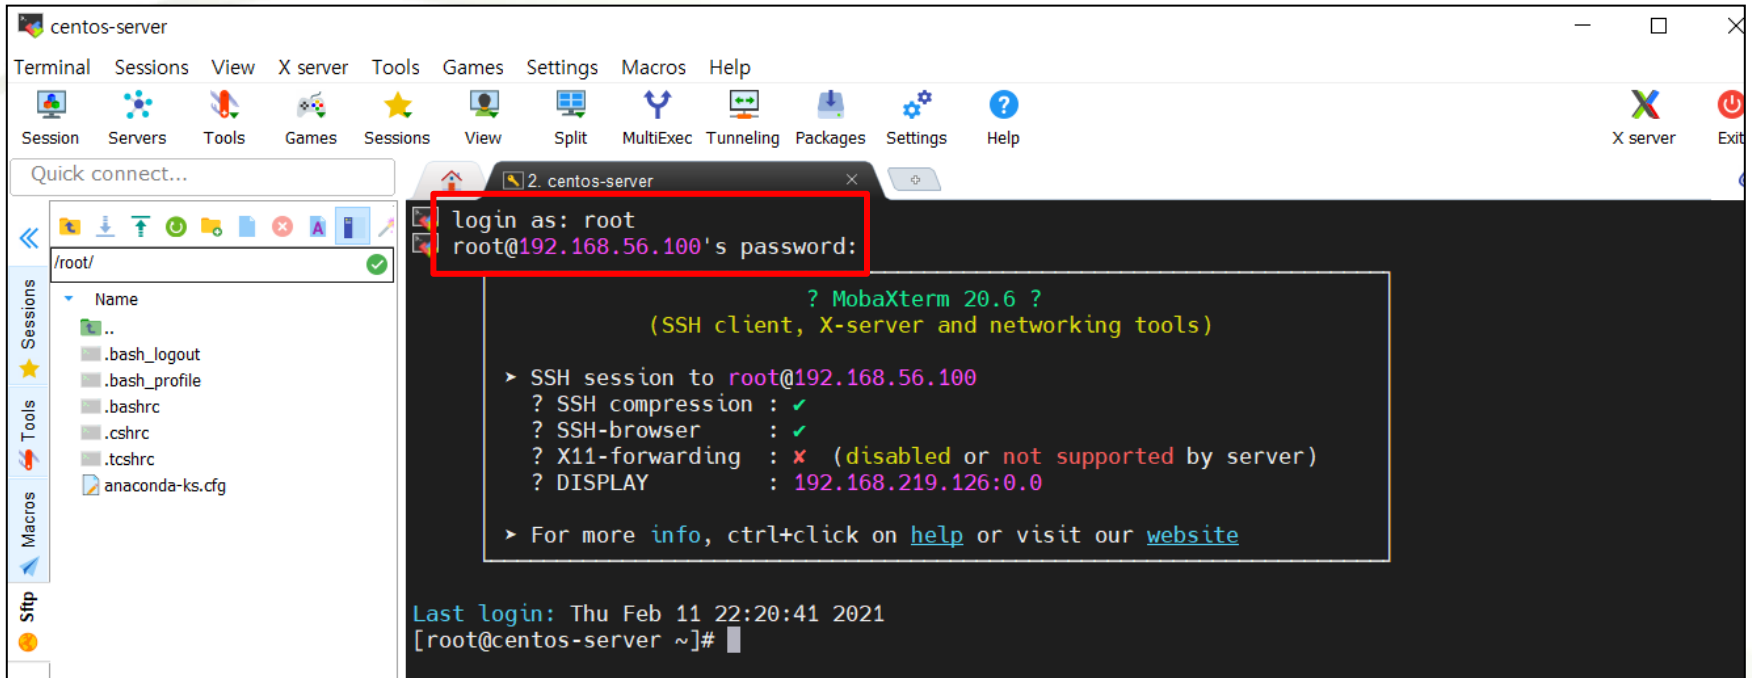 centos-server
Terminal Sessions View X server Tools Games Settings Macros Help
Session Servers Tools Games Sessions View Split MultiExec Tunneling Packages Settings Help X server Exit
Quick connect...
2. centos-server
/root/
Name
..
.bash_logout
.bash_profile
.bashrc
.cshrc
.tcshrc
anaconda-ks.cfg
Sessions
Tools
Macros
Sftp
login as: root
root@192.168.56.100's password:
? MobaXterm 20.6 ?
(SSH client, X-server and networking tools)
➤ SSH session to root@192.168.56.100
? SSH compression : ✔
? SSH-browser : ✔
? X11-forwarding : ✘ (disabled or not supported by server)
? DISPLAY : 192.168.219.126:0.0
➤ For more info, ctrl+click on help or visit our website
Last login: Thu Feb 11 22:20:41 2021
[root@centos-server ~]#